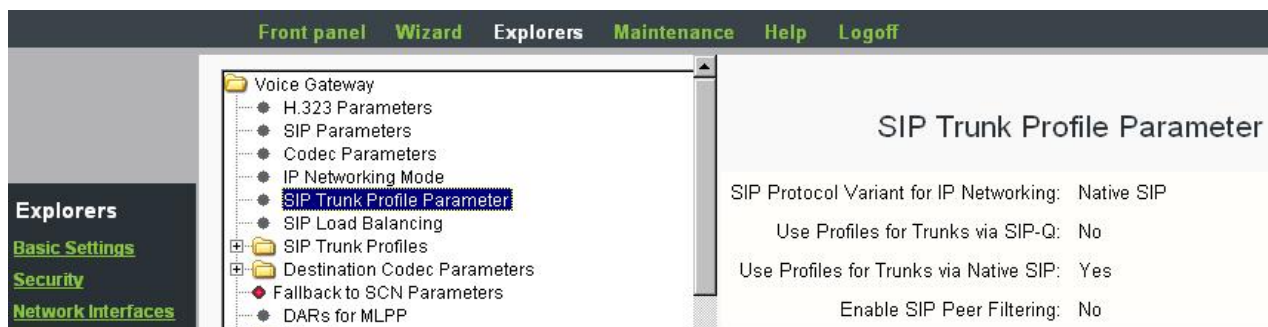 Front panel Wizard Explorers Maintenance Help Logoff
Voice Gateway
H.323 Parameters
SIP Parameters
Codec Parameters
IP Networking Mode
SIP Trunk Profile Parameter
SIP Load Balancing
SIP Trunk Profiles
Destination Codec Parameters
Fallback to SCN Parameters
DARs for MLPP
Explorers
Basic Settings
Security
Network Interfaces
SIP Trunk Profile Parameter
SIP Protocol Variant for IP Networking: Native SIP
Use Profiles for Trunks via SIP-Q: No
Use Profiles for Trunks via Native SIP: Yes
Enable SIP Peer Filtering: No